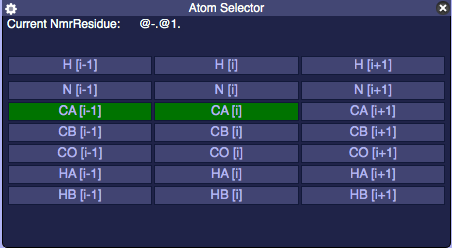 Atom Selector
Current NmrResidue: @-.@1.
H [i-1] H [i] H [i+1]
N [i-1] N [i] N [i+1]
CA [i-1] CA [i] CA [i+1]
CB [i-1] CB [i] CB [i+1]
CO [i-1] CO [i] CO [i+1]
HA [i-1] HA [i] HA [i+1]
HB [i-1] HB [i] HB [i+1]